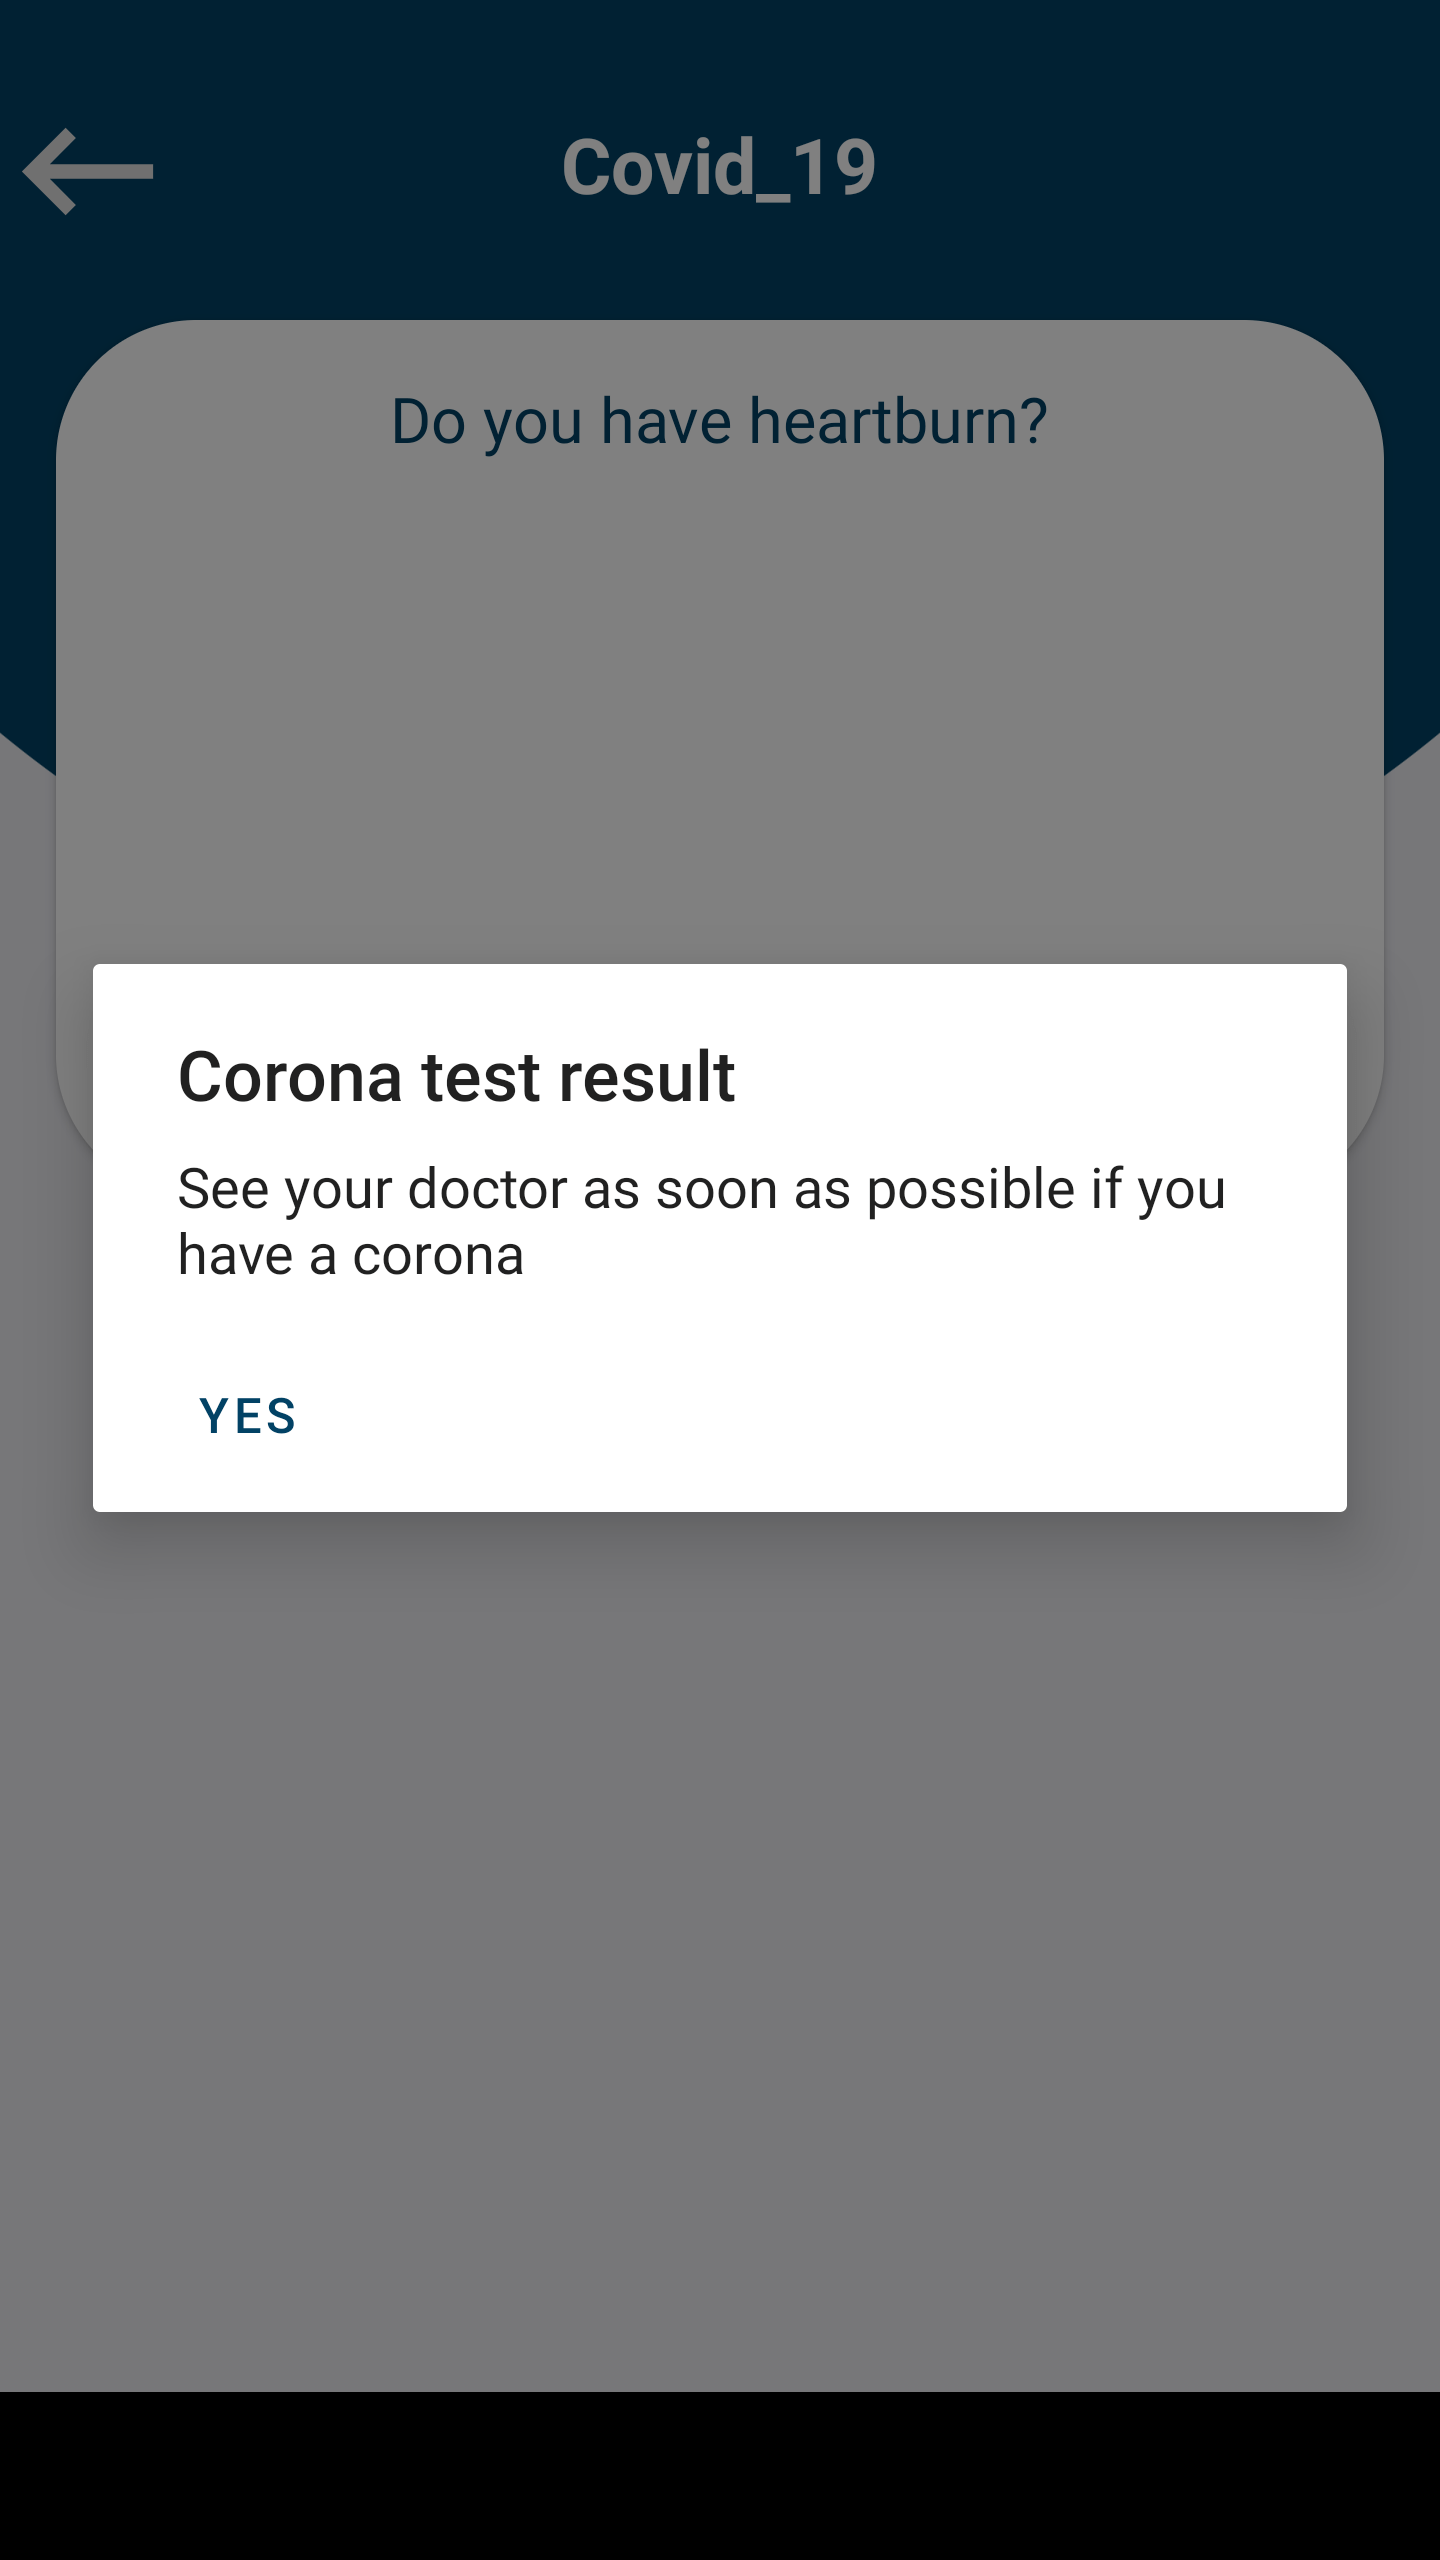 Covid_19
Do you have heartburn?
Corona test result
See your doctor as soon as possible if you
have a corona
YES